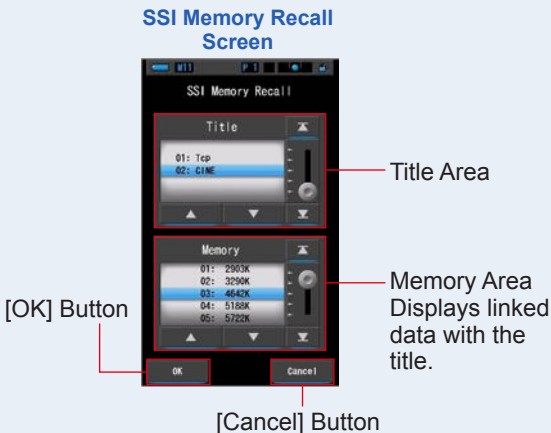 SSI Memory Recall
Screen
M11 P 1
SSI Memory Recall
Title
01: Tcp
02: CINE
Title Area
Memory
01: 2903K
02: 3290K
03: 4642K
04: 5188K
05: 5722K
Memory Area
Displays linked
data with the
title.
[OK] Button
OK Cancel
[Cancel] Button